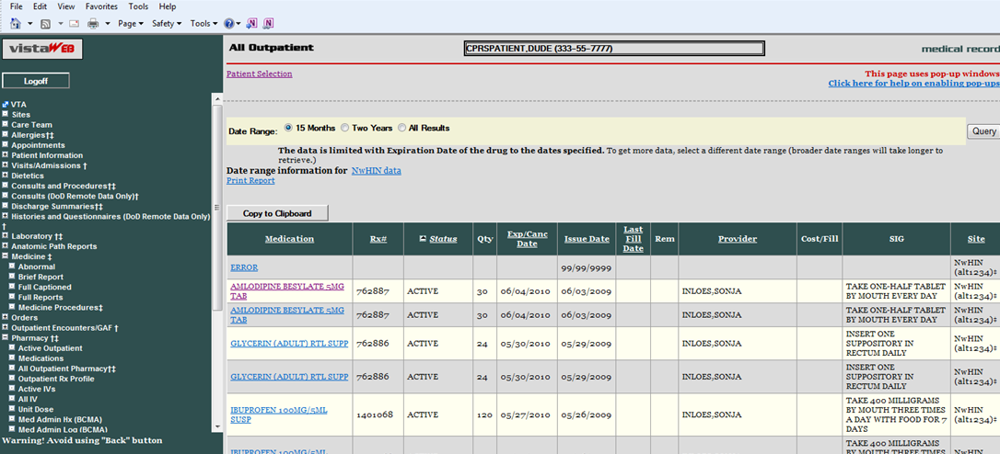 File Edit View Favorites Tools Help
Page Safety Tools
vistaWEB
All Outpatient
CPRSPATIENT,DUDE (333-55-7777)
medical record
Logoff
Patient Selection
This page uses pop-up windows
Click here for help on enabling pop-ups
VTA
Sites
Care Team
Allergies†‡
Appointments
Patient Information
Visits/Admissions †
Dietetics
Consults and Procedures†‡
Consults (DoD Remote Data Only)†
Discharge Summaries†‡
Histories and Questionnaires (DoD Remote Data Only)
†
Laboratory †‡
Anatomic Path Reports
Medicine ‡
Abnormal
Brief Report
Full Captioned
Full Reports
Medicine Procedures‡
Orders
Outpatient Encounters/GAF †
Pharmacy †‡
Active Outpatient
Medications
All Outpatient Pharmacy†‡
Outpatient Rx Profile
Active IVs
All IV
Unit Dose
Med Admin Hx (BCMA)
Med Admin Log (BCMA)
Warning! Avoid using "Back" button
Date Range: 15 Months Two Years All Results
Query
The data is limited with Expiration Date of the drug to the dates specified. To get more data, select a different date range (broader date ranges will take longer to
retrieve.)
Date range information for NwHIN data
Print Report
Copy to Clipboard
Medication Rx# Status Qty Exp/Canc Date Issue Date Last Fill Date Rem Provider Cost/Fill SIG Site
ERROR 99/99/9999 NwHIN
(alt1234)‡
AMLODIPINE BESYLATE 5MG 762887 ACTIVE 30 06/04/2010 06/03/2009 INLOES,SONJA TAKE ONE-HALF TABLET NwHIN
TAB BY MOUTH EVERY DAY (alt1234)‡
AMLODIPINE BESYLATE 5MG 762887 ACTIVE 30 06/04/2010 06/03/2009 INLOES,SONJA TAKE ONE-HALF TABLET NwHIN
TAB BY MOUTH EVERY DAY (alt1234)‡
GLYCERIN (ADULT) RTL SUPP 762886 ACTIVE 24 05/30/2010 05/29/2009 INLOES,SONJA INSERT ONE NwHIN
SUPPOSITORY IN (alt1234)‡
RECTUM DAILY
GLYCERIN (ADULT) RTL SUPP 762886 ACTIVE 24 05/30/2010 05/29/2009 INLOES,SONJA INSERT ONE NwHIN
SUPPOSITORY IN (alt1234)‡
RECTUM DAILY
IBUPROFEN 100MG/5ML 1401068 ACTIVE 120 05/27/2010 05/26/2009 INLOES,SONJA TAKE 400 MILLIGRAMS NwHIN
SUSP BY MOUTH THREE TIMES (alt1234)‡
A DAY WITH FOOD FOR 7
DAYS
IBUPROFEN 100MG/5ML TAKE 400 MILLIGRAMS NwHIN
BY MOUTH THREE TIMES